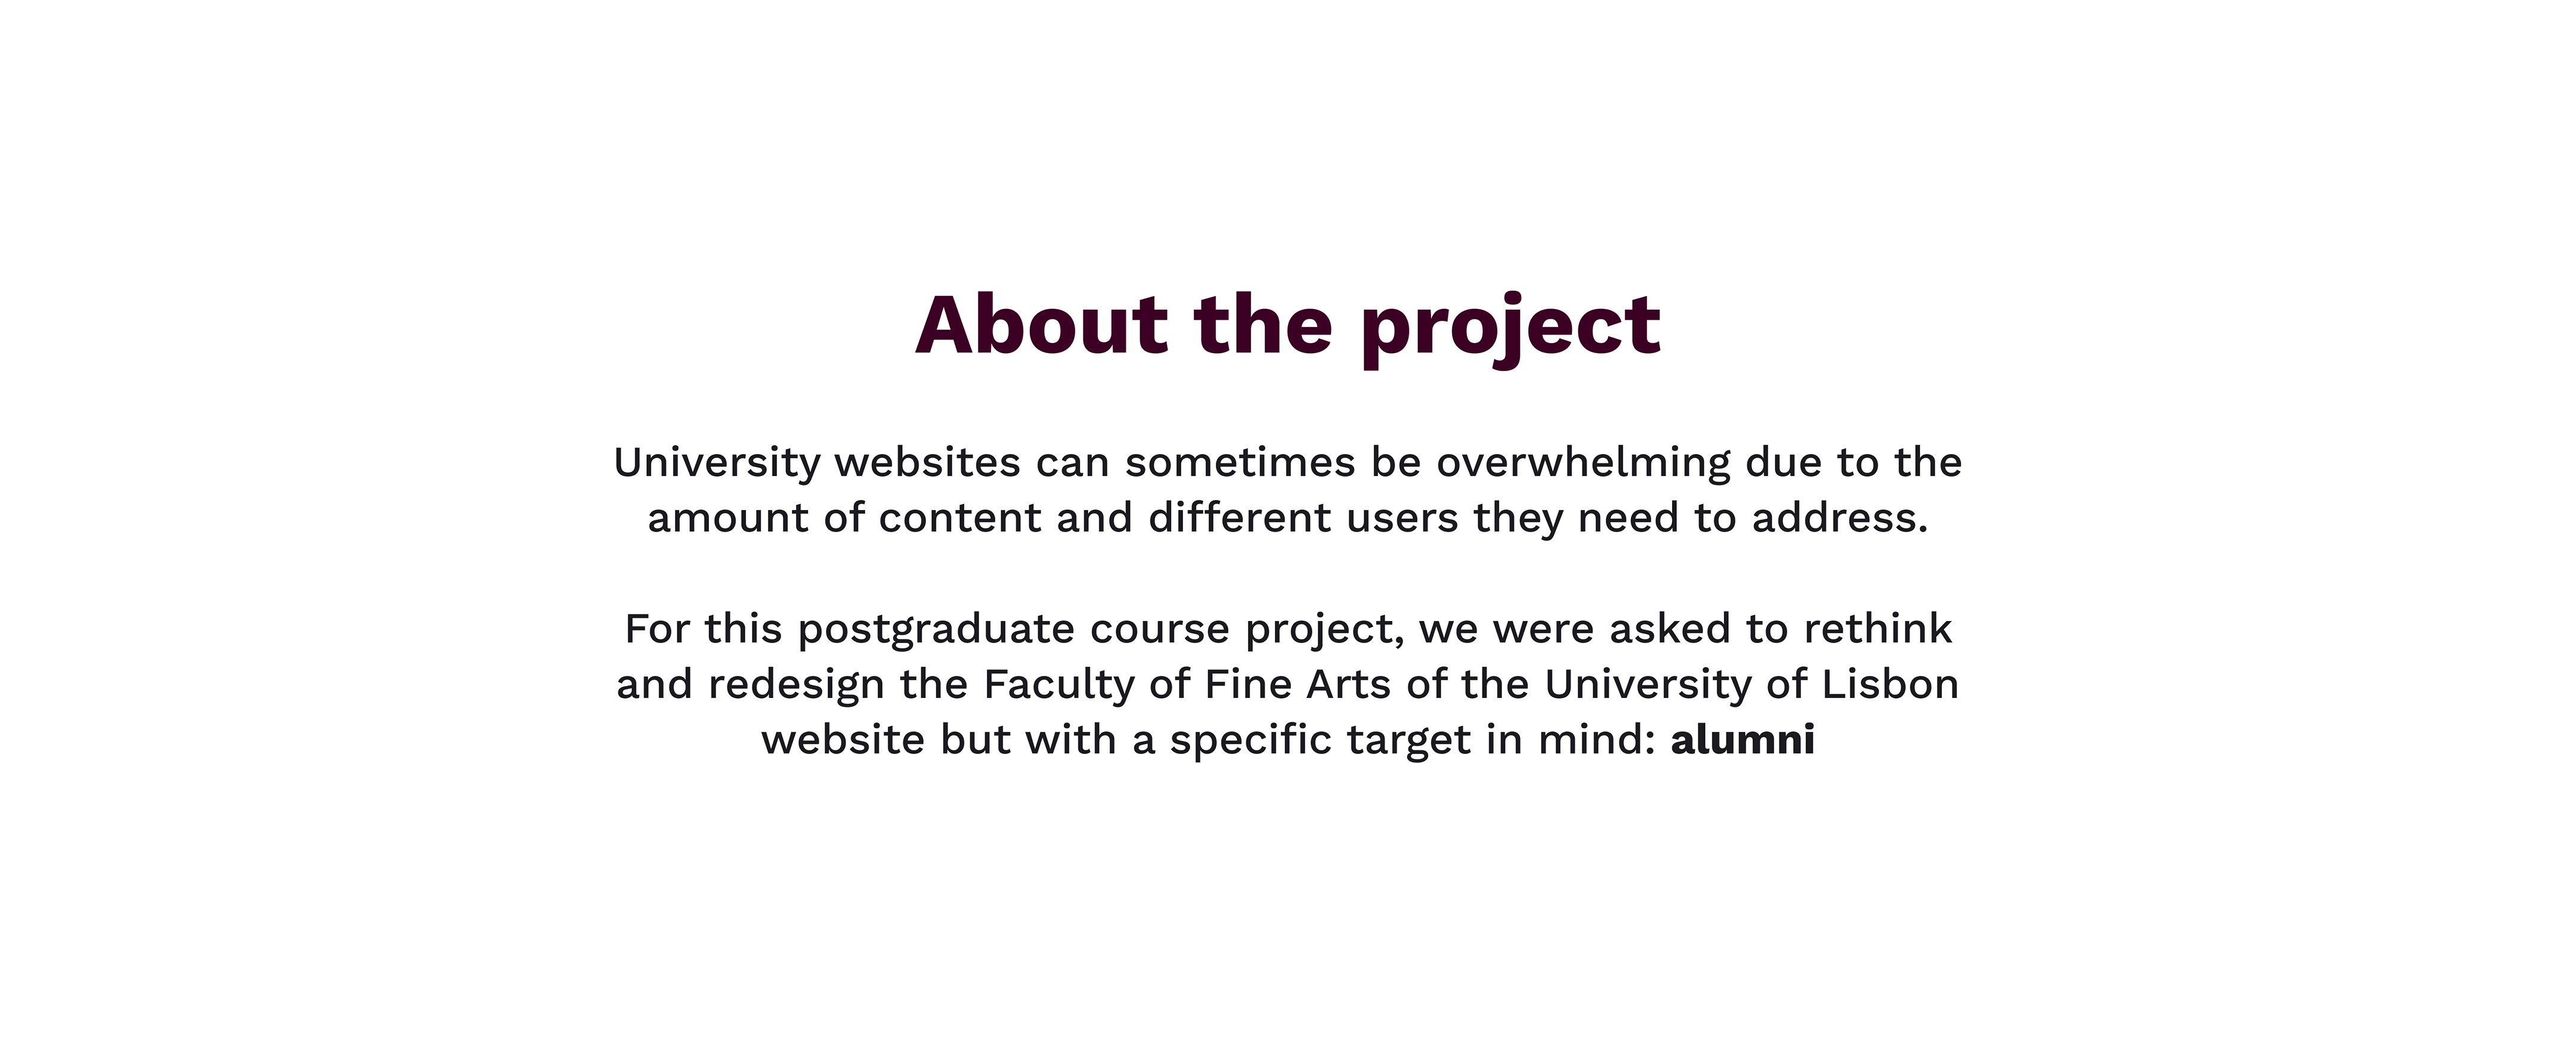 About the project
University websites can sometimes be overwhelming due to the
amount of content and different users they need to address.
For this postgraduate course project, we were asked to rethink
and redesign the Faculty of Fine Arts of the University of Lisbon
website but with a specific target in mind: alumni